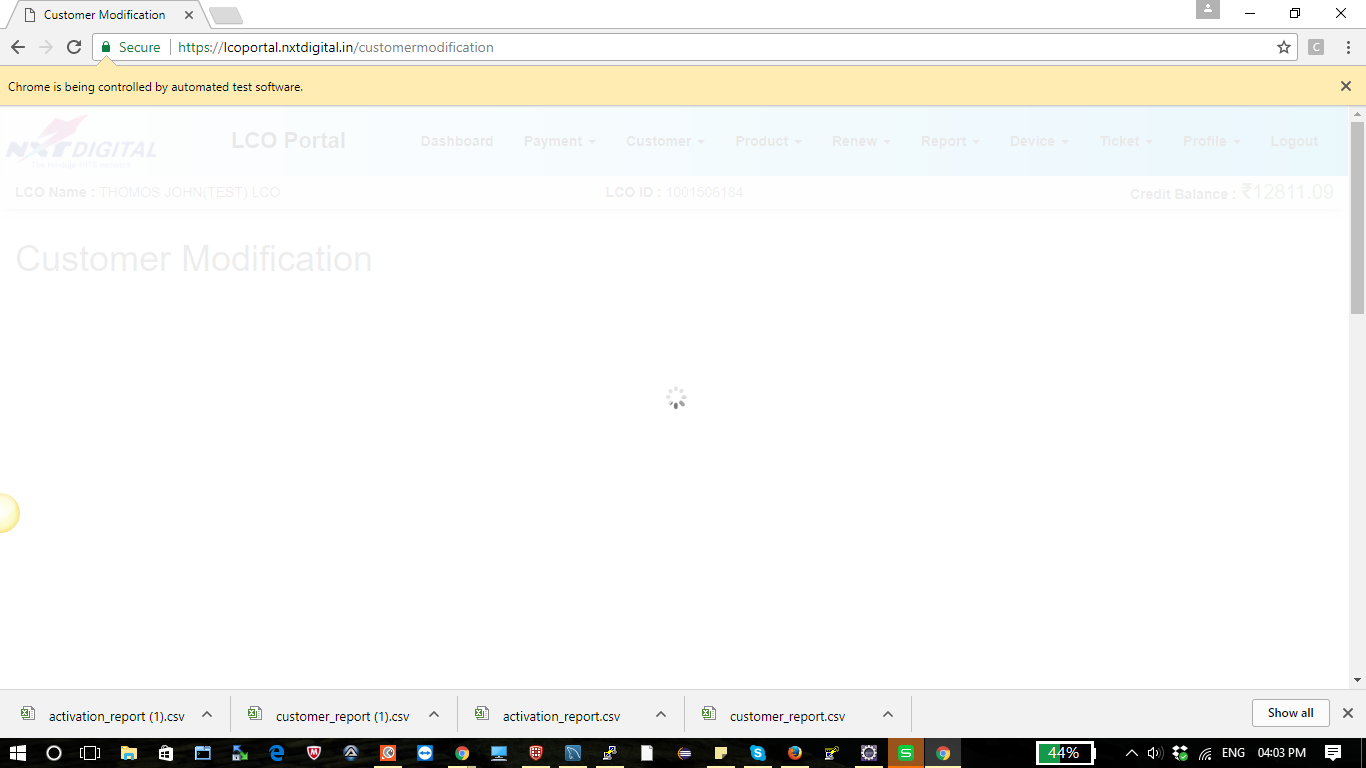 Customer Modification
Secure https://lcoportal.nxtdigital.in/customermodification
C
Chrome is being controlled by automated test software.
NXT DIGITAL
LCO Portal Dashboard Payment Customer Product Renew Report Device Ticket Profile Logout
LCO Name : THOMOS JOHN(TEST) LCO LCO ID : 1001506184 Credit Balance : ₹12811.09
Customer Modification
activation_report (1).csv customer_report (1).csv activation_report.csv customer_report.csv Show all
44% ENG 04:03 PM